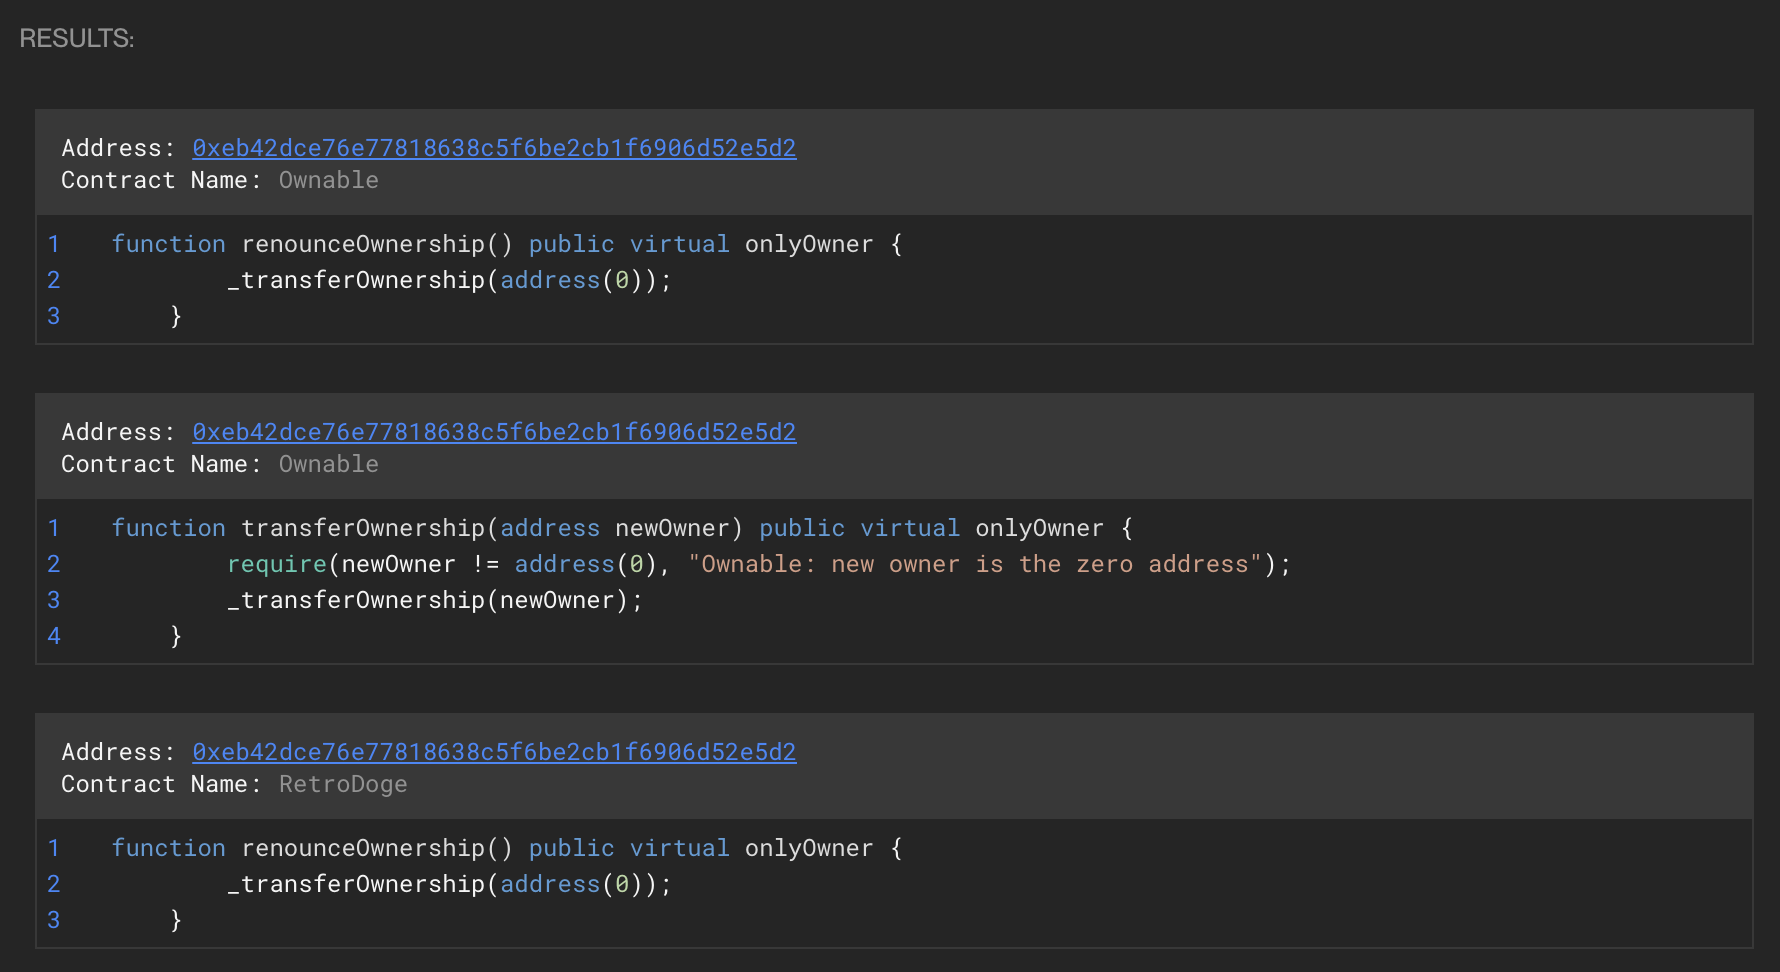 RESULTS:
Address: 0xeb42dce76e77818638c5f6be2cb1f6906d52e5d2
Contract Name: Ownable
1 function renounceOwnership() public virtual onlyOwner {
2 _transferOwnership(address(0));
3 }
Address: 0xeb42dce76e77818638c5f6be2cb1f6906d52e5d2
Contract Name: Ownable
1 function transferOwnership(address newOwner) public virtual onlyOwner {
2 require(newOwner != address(0), "Ownable: new owner is the zero address");
3 _transferOwnership(newOwner);
4 }
Address: 0xeb42dce76e77818638c5f6be2cb1f6906d52e5d2
Contract Name: RetroDoge
1 function renounceOwnership() public virtual onlyOwner {
2 _transferOwnership(address(0));
3 }